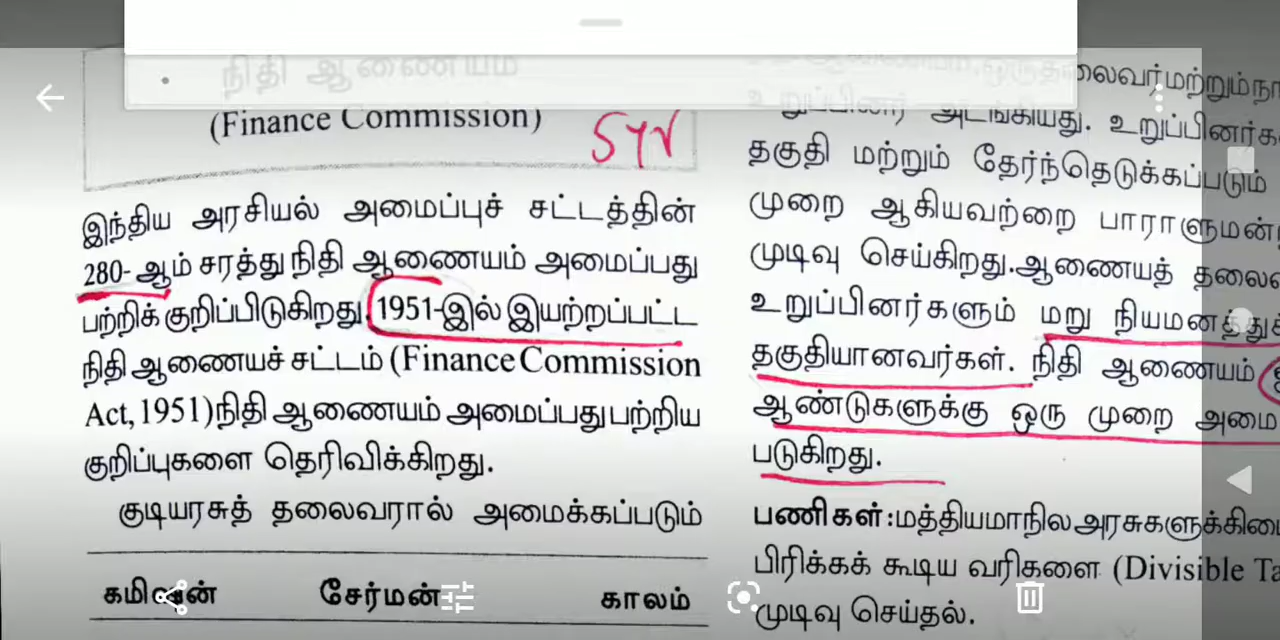 நிதி ஆணையம்
(Finance Commission)
5 Yr
இந்திய அரசியல் அமைப்புச் சட்டத்தின்
280- ஆம் சரத்து நிதி ஆணையம் அமைப்பது
பற்றிக் குறிப்பிடுகிறது. 1951-இல் இயற்றப்பட்ட
நிதி ஆணையச் சட்டம் (Finance Commission
Act, 1951) நிதி ஆணையம் அமைப்பது பற்றிய
குறிப்புகளை தெரிவிக்கிறது.
குடியரசுத் தலைவரால் அமைக்கப்படும்
கமிஷன் சேர்மன் காலம்
தலைவர் மற்றும் நா
உறுப்பினர் அடங்கியது. உறுப்பினர்க
தகுதி மற்றும் தேர்ந்தெடுக்கப்படும்
முறை ஆகியவற்றை பாராளுமன்ற
முடிவு செய்கிறது.ஆணையத் தலை
உறுப்பினர்களும் மறு நியமனத்துக்
தகுதியானவர்கள். நிதி ஆணையம்
ஆண்டுகளுக்கு ஒரு முறை அமை
படுகிறது.
பணிகள்:மத்தியமாநில அரசுகளுக்கிடை
பிரிக்கக் கூடிய வரிகளை (Divisible Ta
முடிவு செய்தல்.